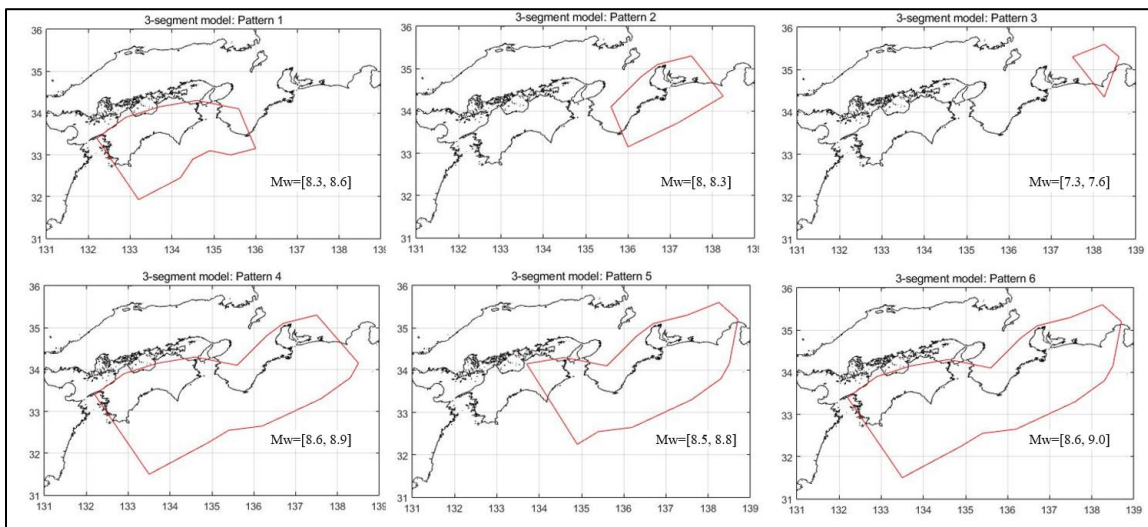 3-segment model: Pattern 1
36
35
34
33
32
31
131 132 133 134 135 136 137 138 139
Mw=[8.3, 8.6]
3-segment model: Pattern 2
36
35
34
33
32
31
131 132 133 134 135 136 137 138 139
Mw=[8, 8.3]
3-segment model: Pattern 3
36
35
34
33
32
31
131 132 133 134 135 136 137 138 139
Mw=[7.3, 7.6]
3-segment model: Pattern 4
36
35
34
33
32
31
131 132 133 134 135 136 137 138 139
Mw=[8.6, 8.9]
3-segment model: Pattern 5
36
35
34
33
32
31
131 132 133 134 135 136 137 138 139
Mw=[8.5, 8.8]
3-segment model: Pattern 6
36
35
34
33
32
31
131 132 133 134 135 136 137 138 139
Mw=[8.6, 9.0]